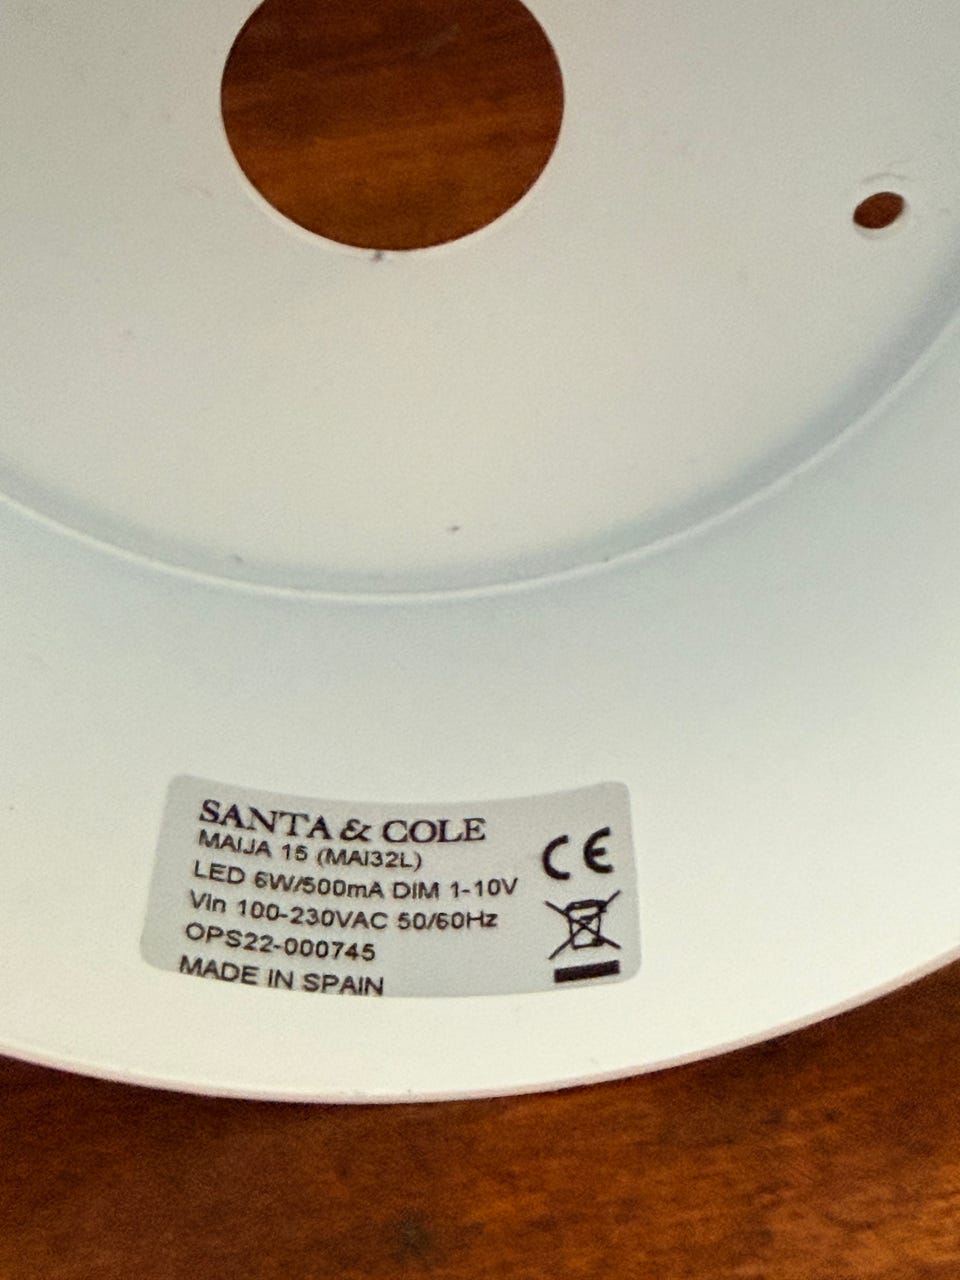 SANTA & COLE
MAIJA 15 (MAI32L)
LED 6W/500mA DIM 1-10V
Vin 100-230VAC 50/60Hz
OPS22-000745
MADE IN SPAIN
CE